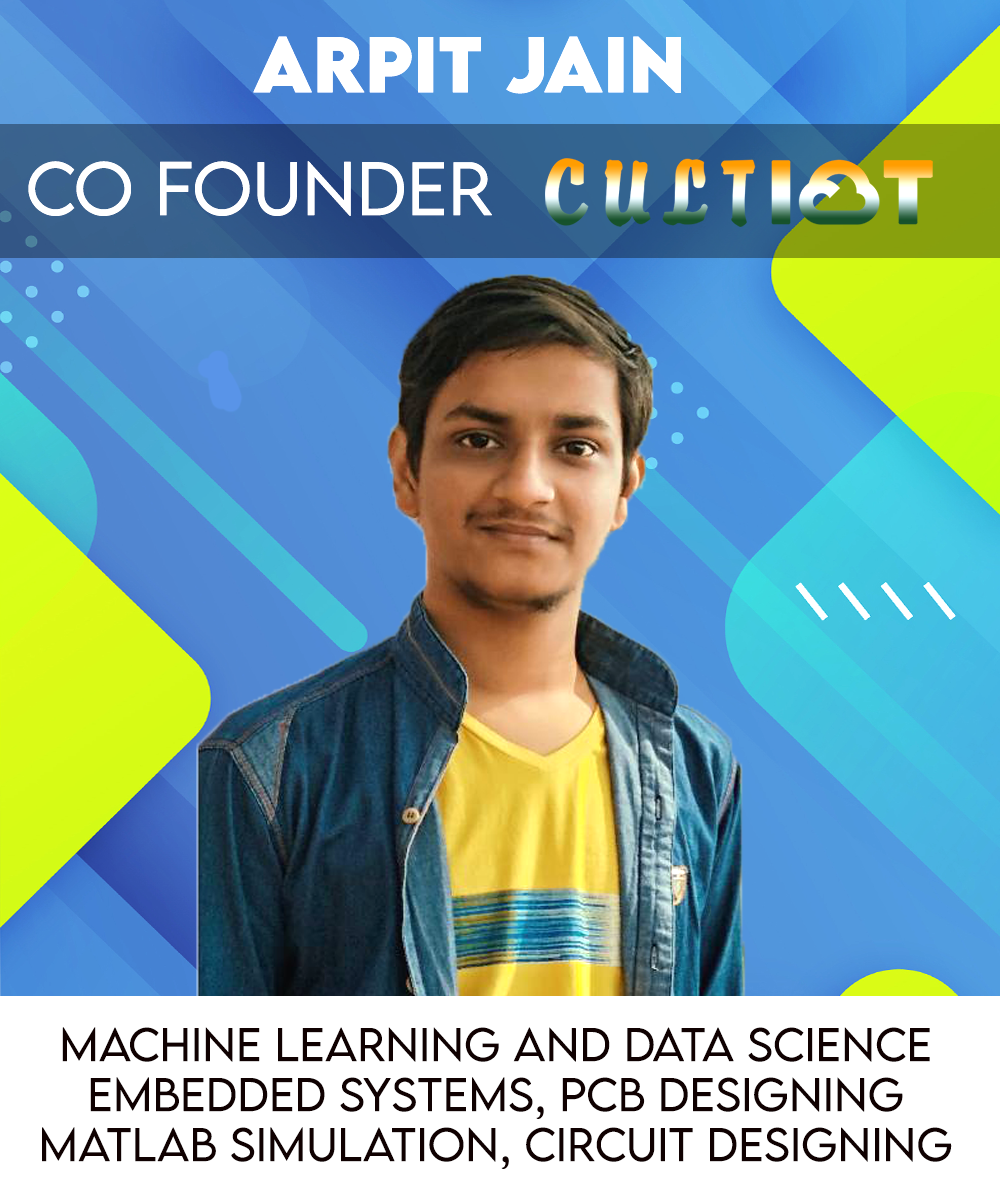 ARPIT JAIN
CO FOUNDER CULTIOT
MACHINE LEARNING AND DATA SCIENCE
EMBEDDED SYSTEMS, PCB DESIGNING
MATLAB SIMULATION, CIRCUIT DESIGNING